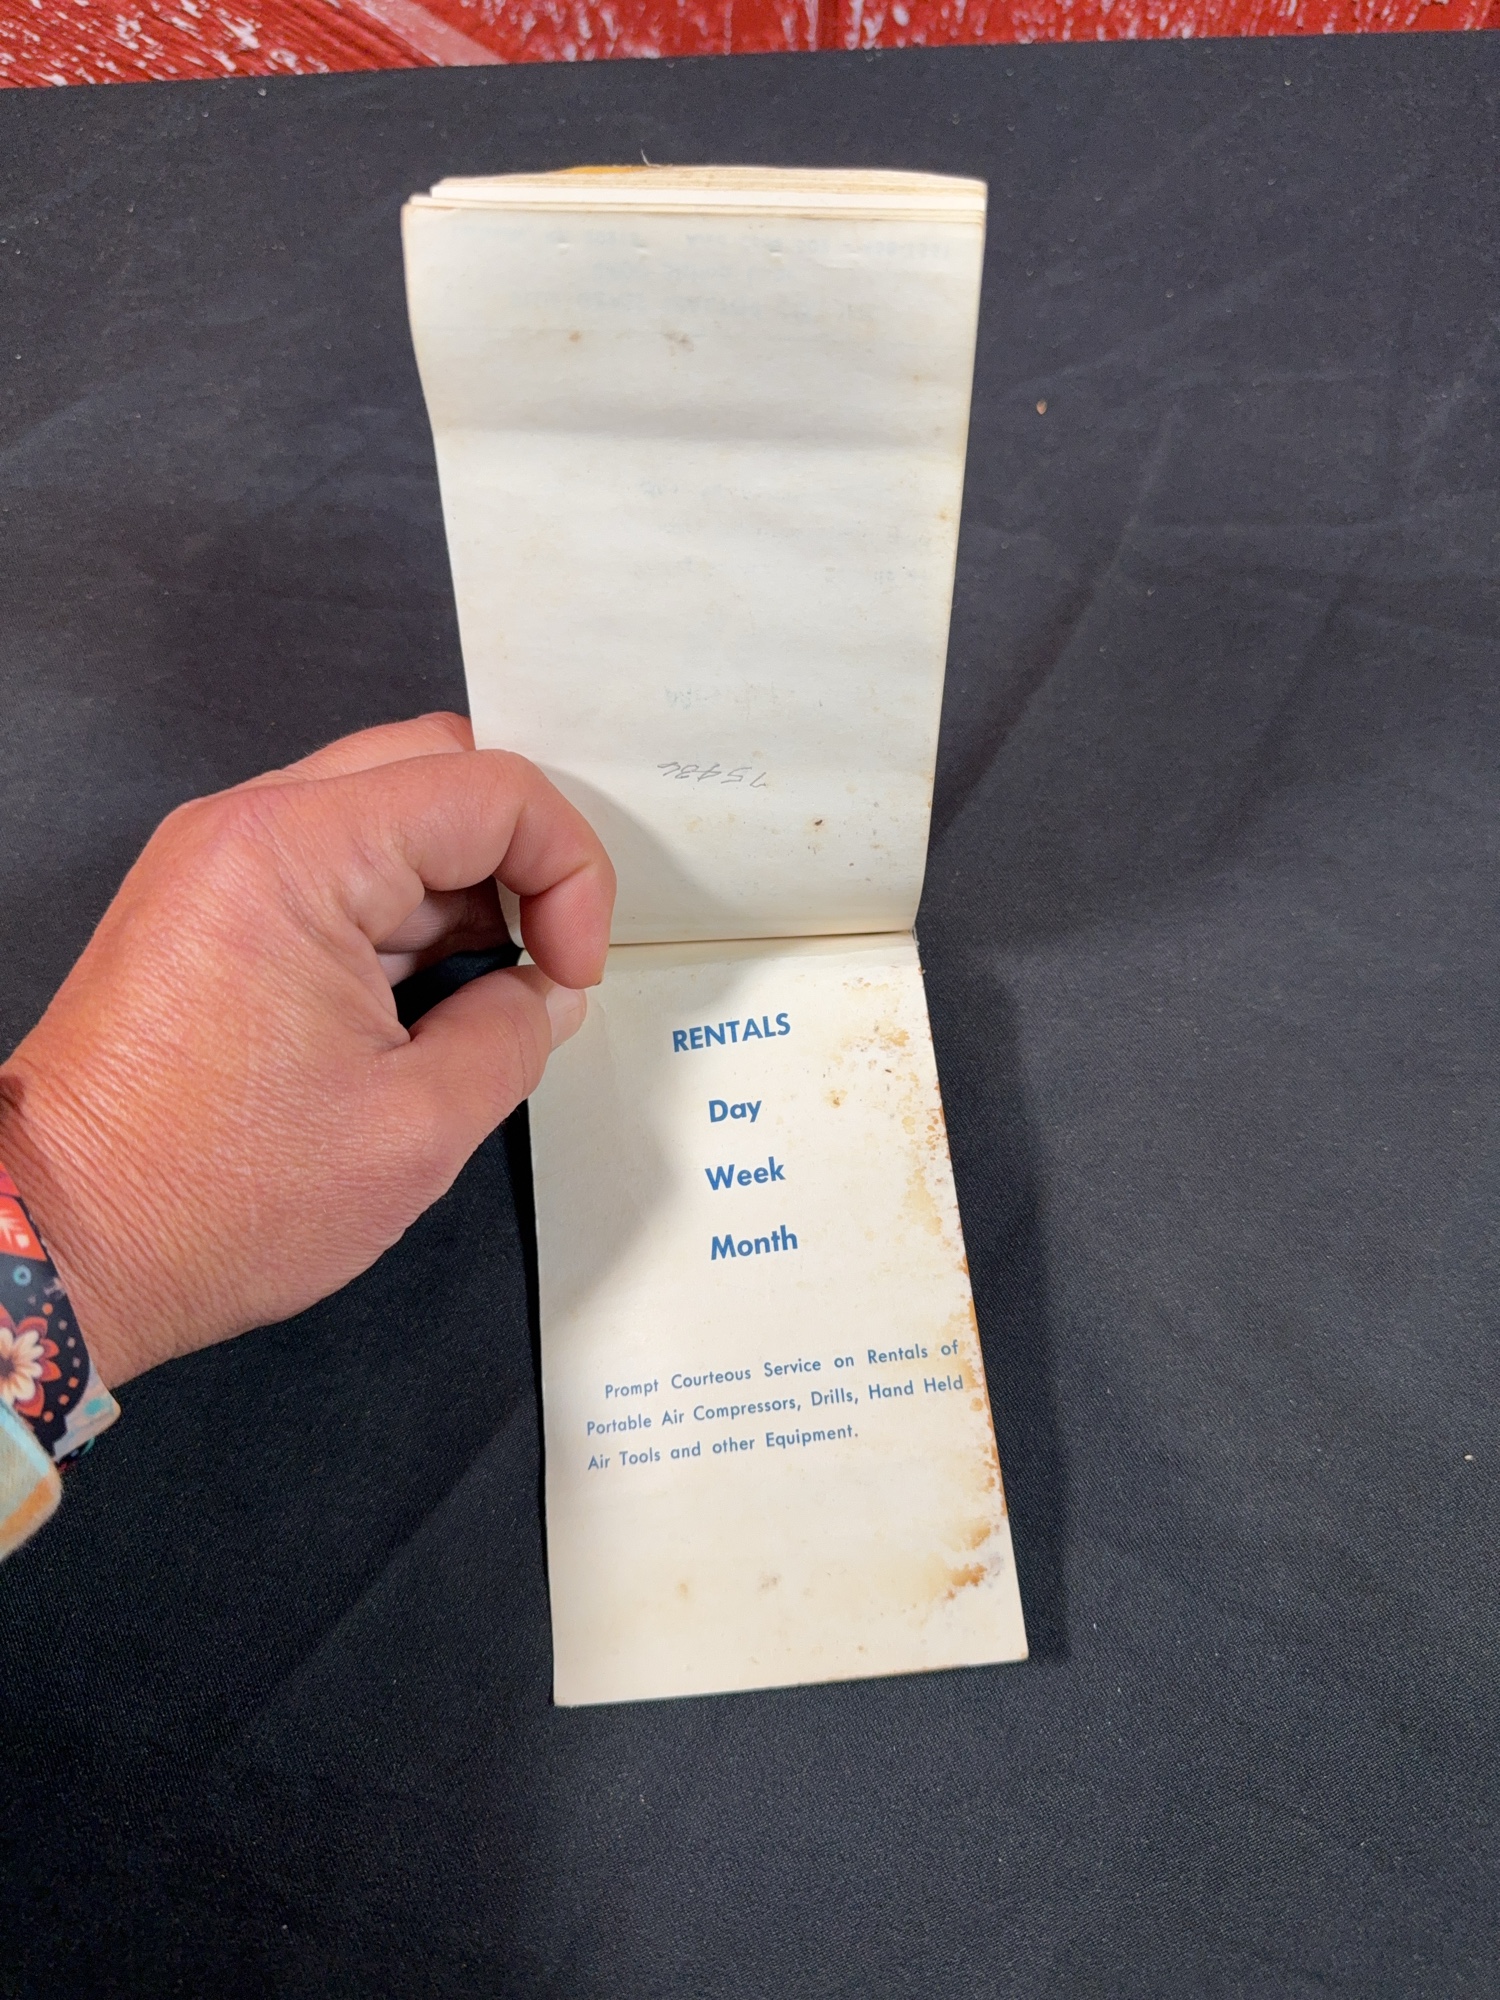 75486
RENTALS
Day
Week
Month
Prompt Courteous Service on Rentals of
Portable Air Compressors, Drills, Hand Held
Air Tools and other Equipment.